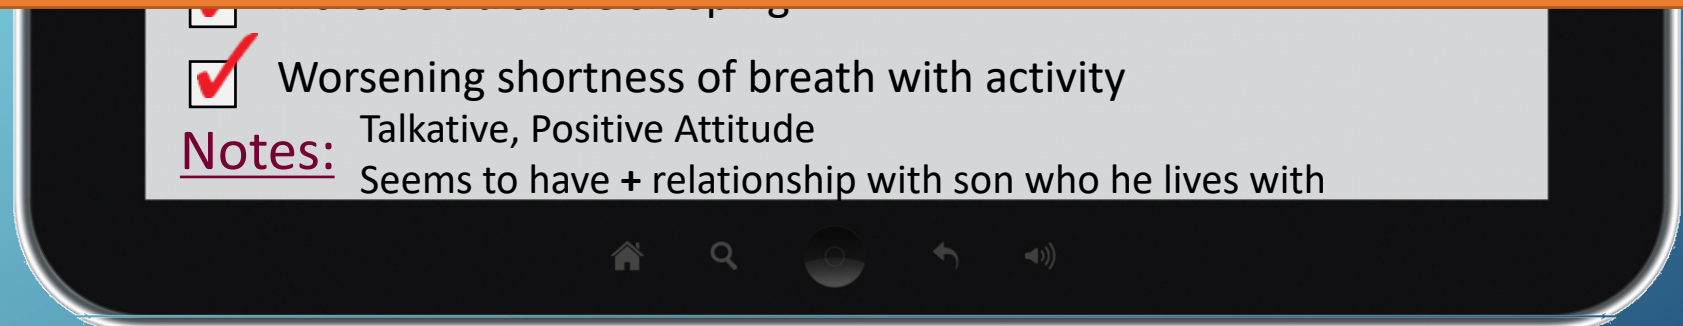 sleeping
Worsening shortness of breath with activity
Notes:
Talkative, Positive Attitude
Seems to have + relationship with son who he lives with